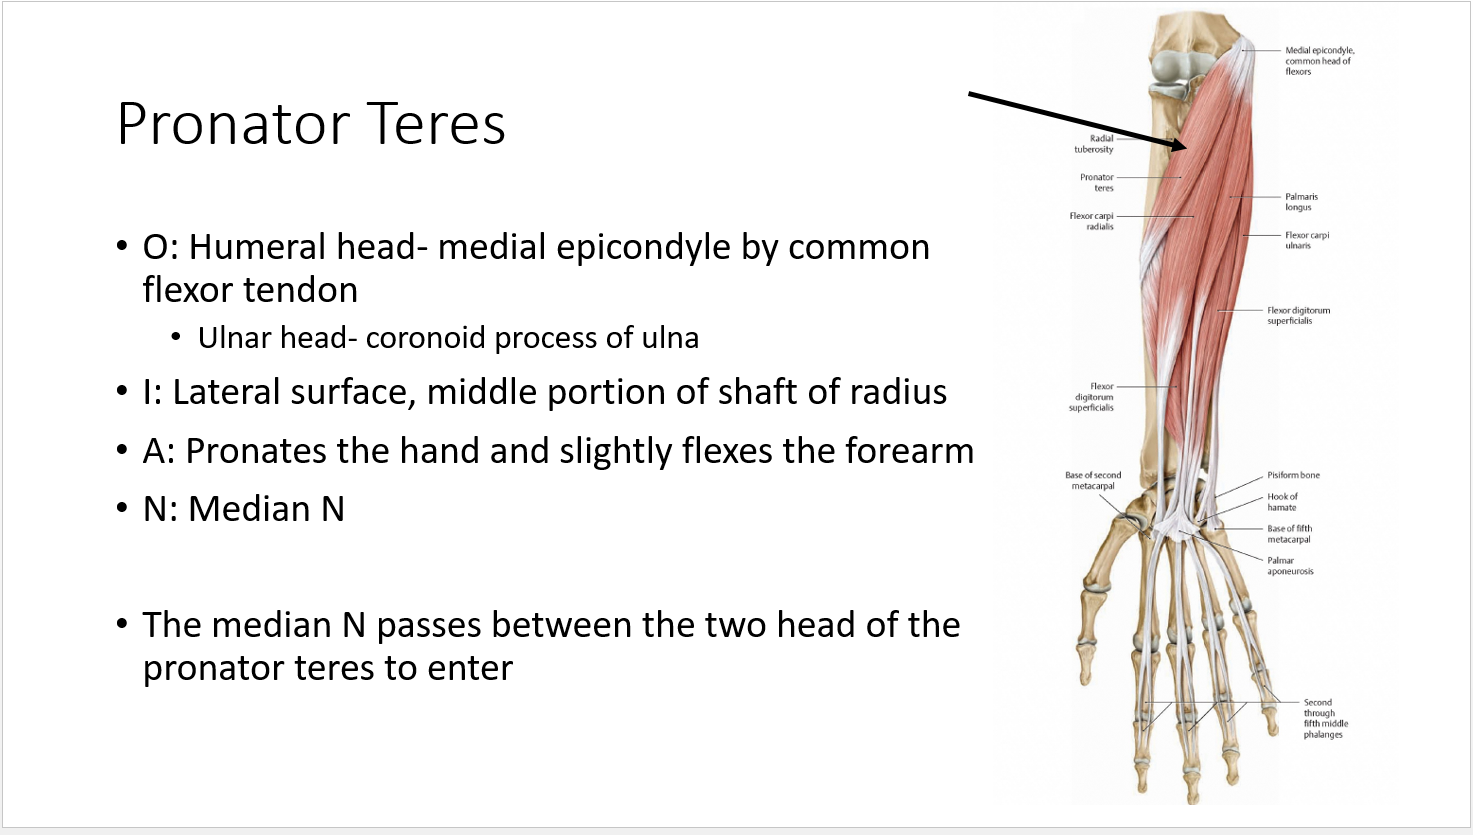 Pronator Teres
• O: Humeral head- medial epicondyle by common
flexor tendon
• Ulnar head- coronoid process of ulna
• I: Lateral surface, middle portion of shaft of radius
• A: Pronates the hand and slightly flexes the forearm
• N: Median N
• The median N passes between the two head of the
pronator teres to enter
Medial epicondyle,
common head of
flexors
Radial
tuberosity
Pronator
teres
Flexor carpi
radialis
Palmaris
longus
Flexor carpi
ulnaris
Flexor digitorum
superficialis
Flexor
digitorum
superficialis
Base of second
metacarpal
Pisiform bone
Hook of
hamate
Base of fifth
metacarpal
Palmar
aponeurosis
Second
through
fifth middle
phalanges